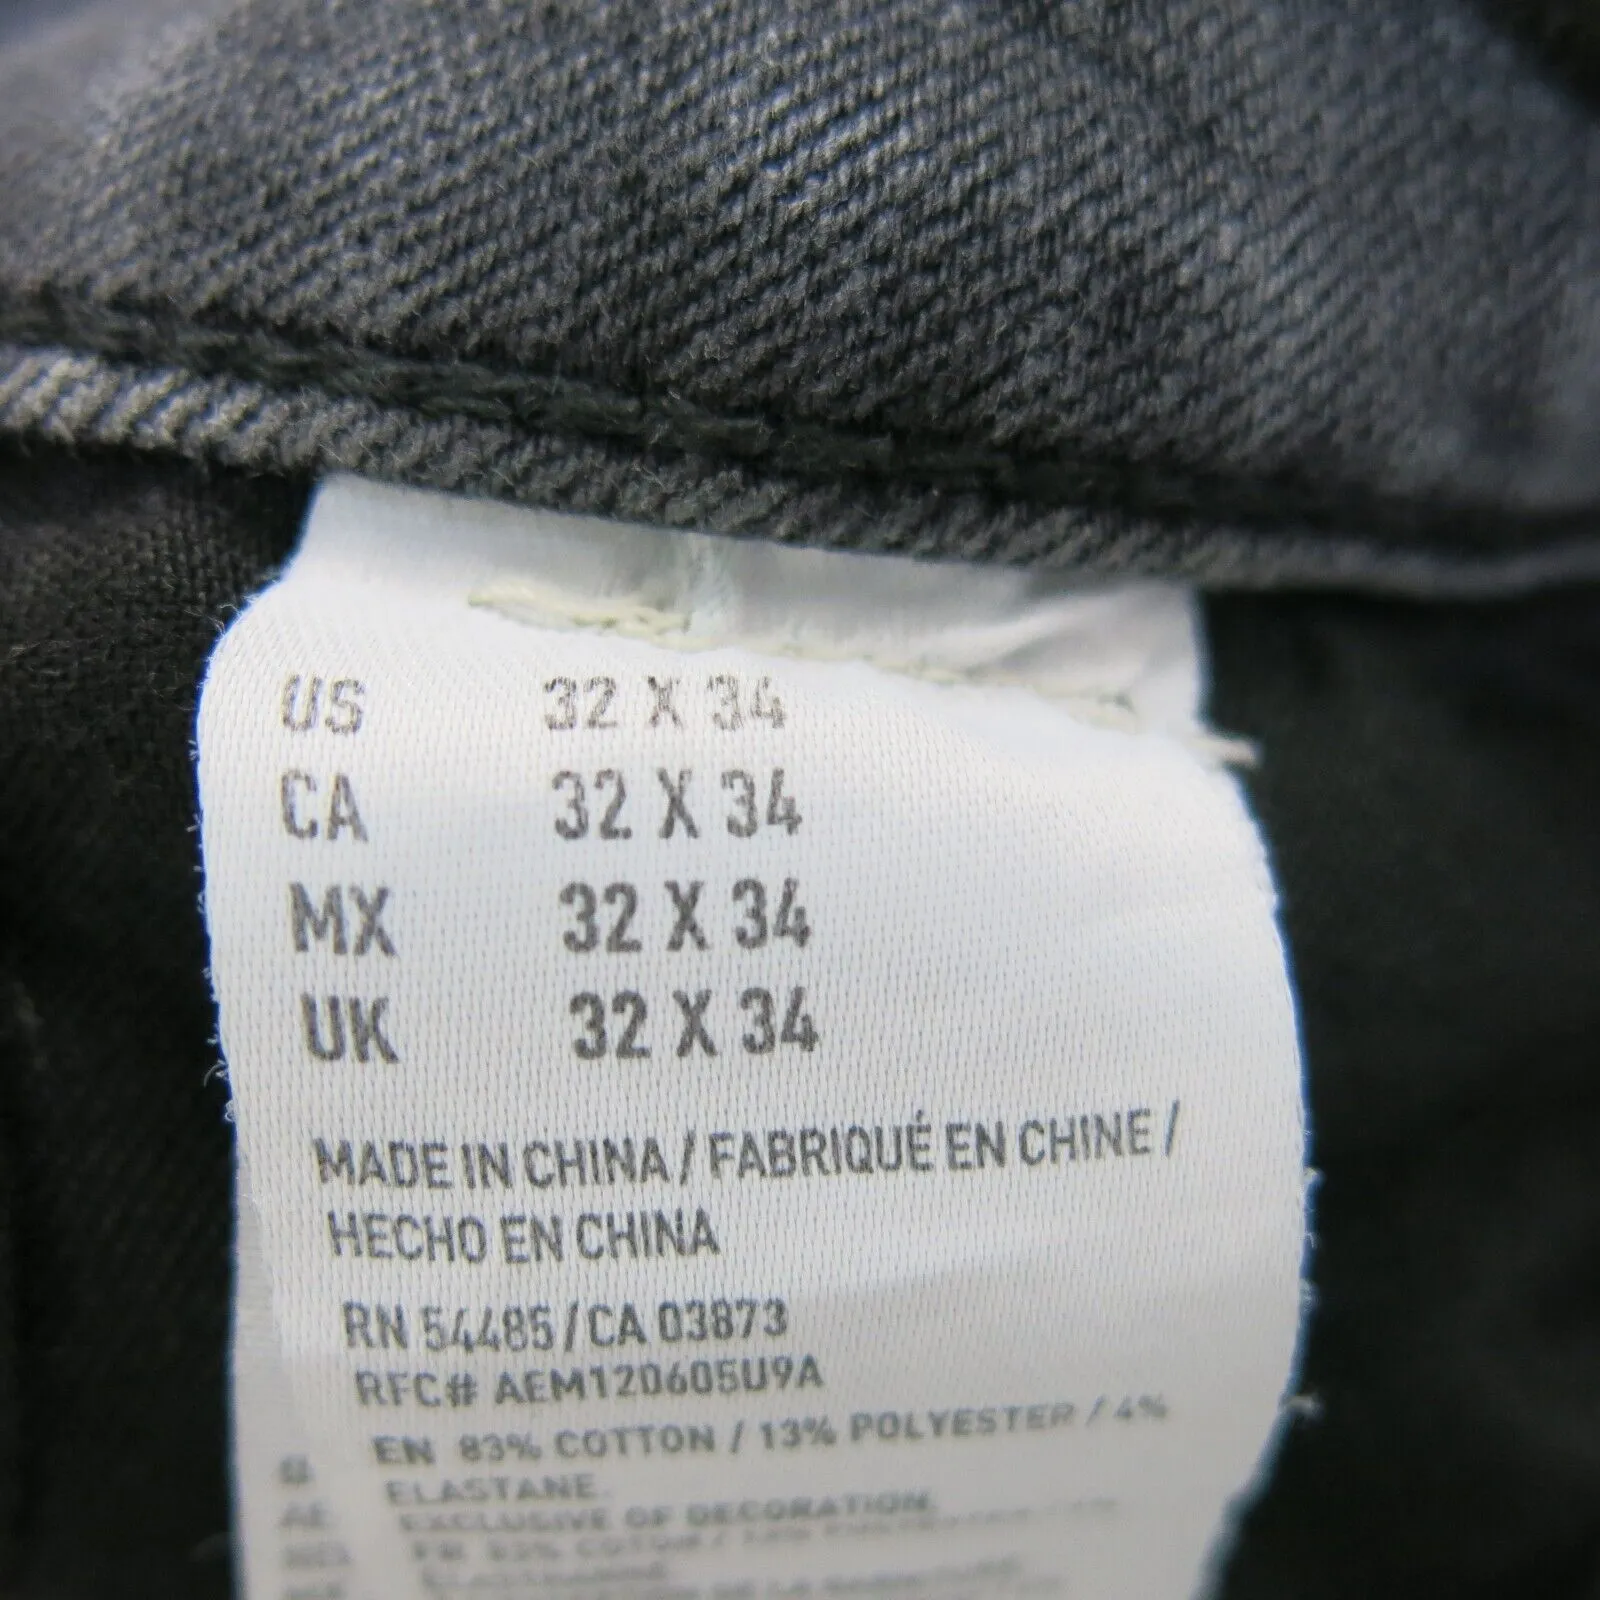 US 32 X 34
CA 32 X 34
MX 32 X 34
UK 32 X 34
MADE IN CHINA / FABRIQUÉ EN CHINE /
HECHO EN CHINA
RN 54485 / CA 03873
RFC# AEM120605U9A
EN 83% COTTON / 13% POLYESTER / 4%
ELASTANE.
EXCLUSIVE OF DECORATION.